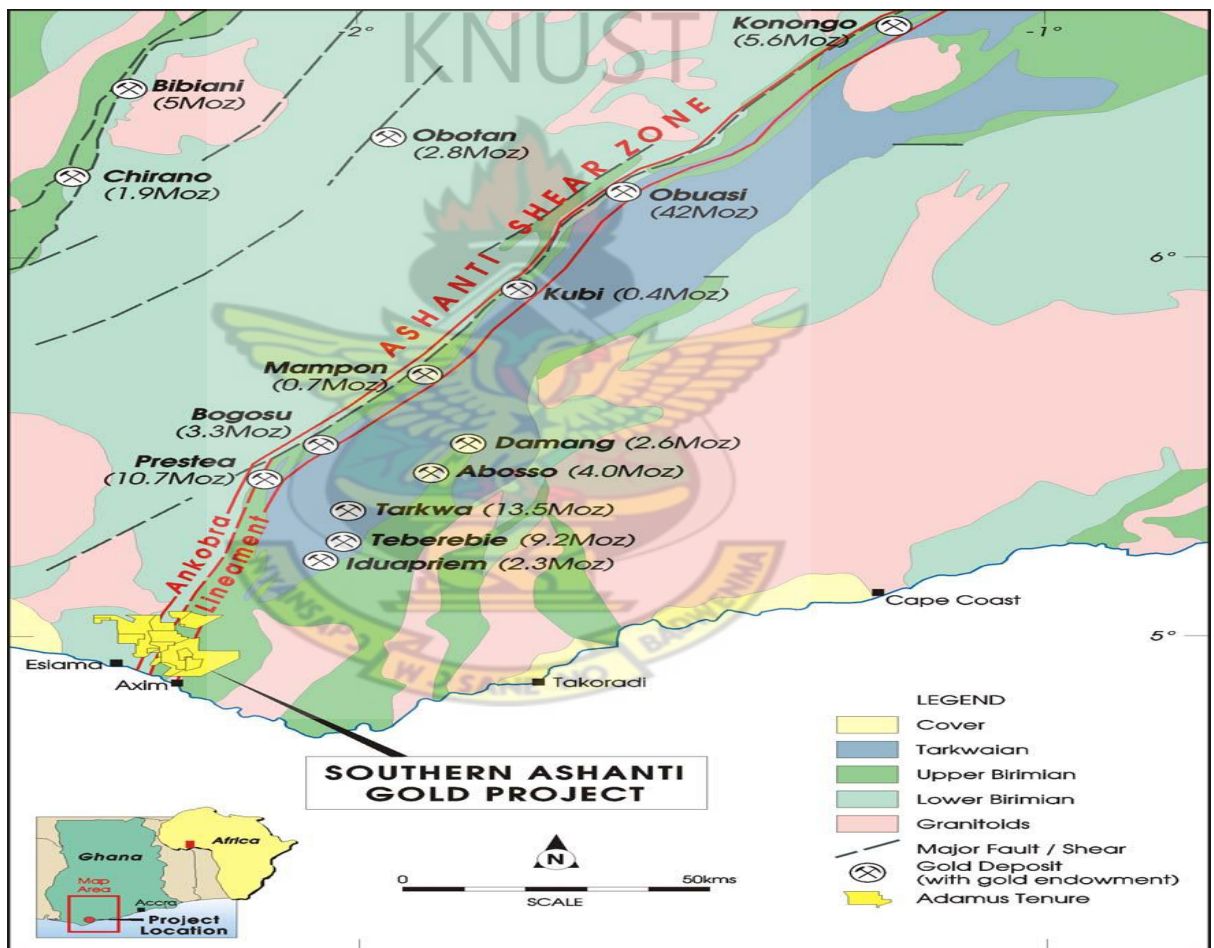 KNUST
-2°
-1°
Konongo
(5.6Moz)
Bibiani
(5Moz)
Obotan
(2.8Moz)
Chirano
(1.9Moz)
ASHANTI SHEAR ZONE
Obuasi
(42Moz)
6°
Kubi (0.4Moz)
Mampon
(0.7Moz)
Bogosu
(3.3Moz)
Prestea
(10.7Moz)
Damang (2.6Moz)
Abosso (4.0Moz)
Tarkwa (13.5Moz)
Teberebie (9.2Moz)
Iduapriem (2.3Moz)
Ankobra
Lineament
Cape Coast
5°
Esiama
Axim
Takoradi
SOUTHERN ASHANTI
GOLD PROJECT
LEGEND
Cover
Tarkwaian
Upper Birimian
Lower Birimian
Granitoids
Major Fault / Shear
Gold Deposit
(with gold endowment)
Adamus Tenure
N
0 50kms
SCALE
Africa
Ghana
Map
Area
Accra
Project
Location